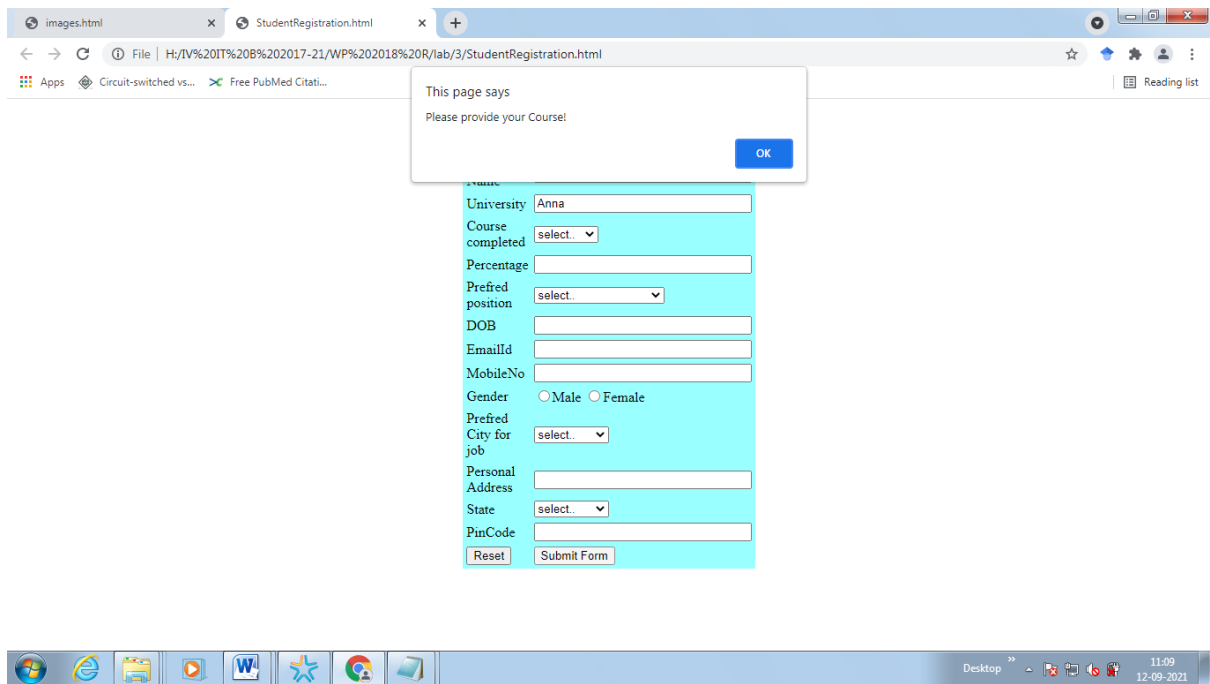 images.html
StudentRegistration.html
File | H:/IV%20IT%20B%202017-21/WP%202018%20R/lab/3/StudentRegistration.html
Apps Circuit-switched vs... Free PubMed Citati... Reading list
This page says
Please provide your Course!
OK
Name
University Anna
Course
completed select..
Percentage
Prefred
position select..
DOB
EmailId
MobileNo
Gender Male Female
Prefred
City for select..
job
Personal
Address
State select..
PinCode
Reset Submit Form
Desktop » 11:09
12-09-2021